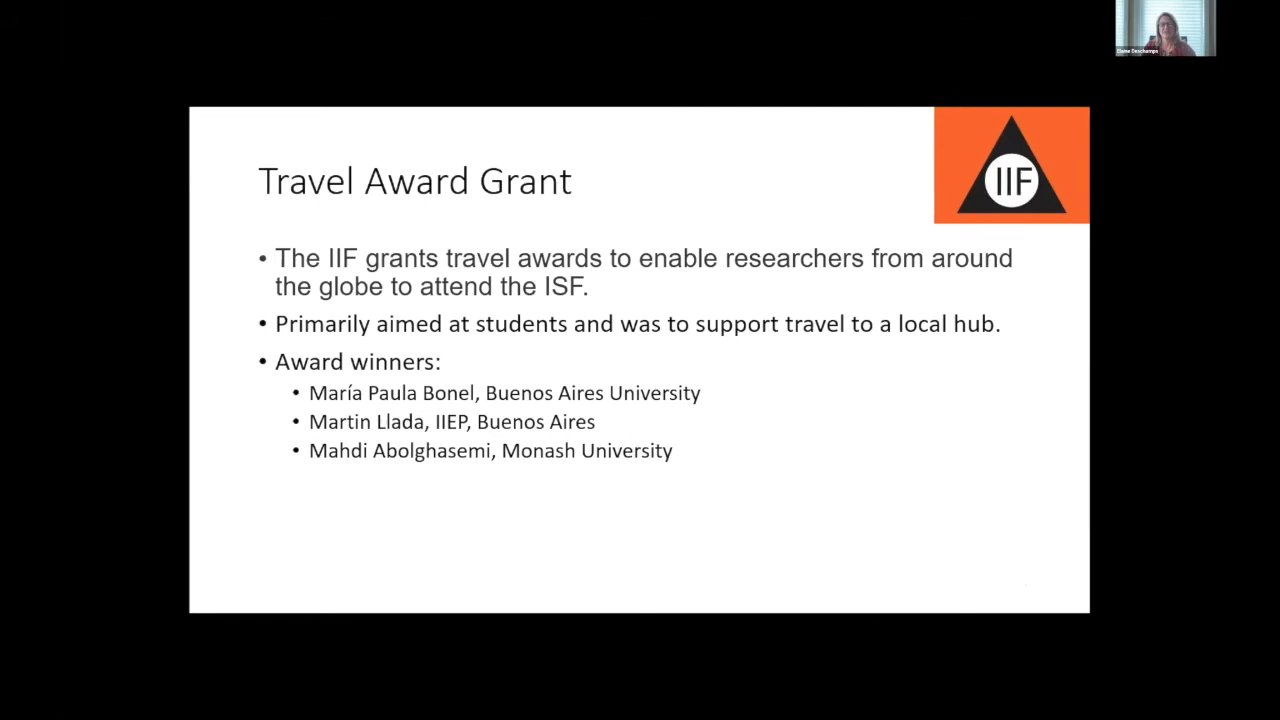 Elaine Deschamps
IIF
Travel Award Grant
• The IIF grants travel awards to enable researchers from around
the globe to attend the ISF.
• Primarily aimed at students and was to support travel to a local hub.
• Award winners:
• María Paula Bonel, Buenos Aires University
• Martin Llada, IIEP, Buenos Aires
• Mahdi Abolghasemi, Monash University